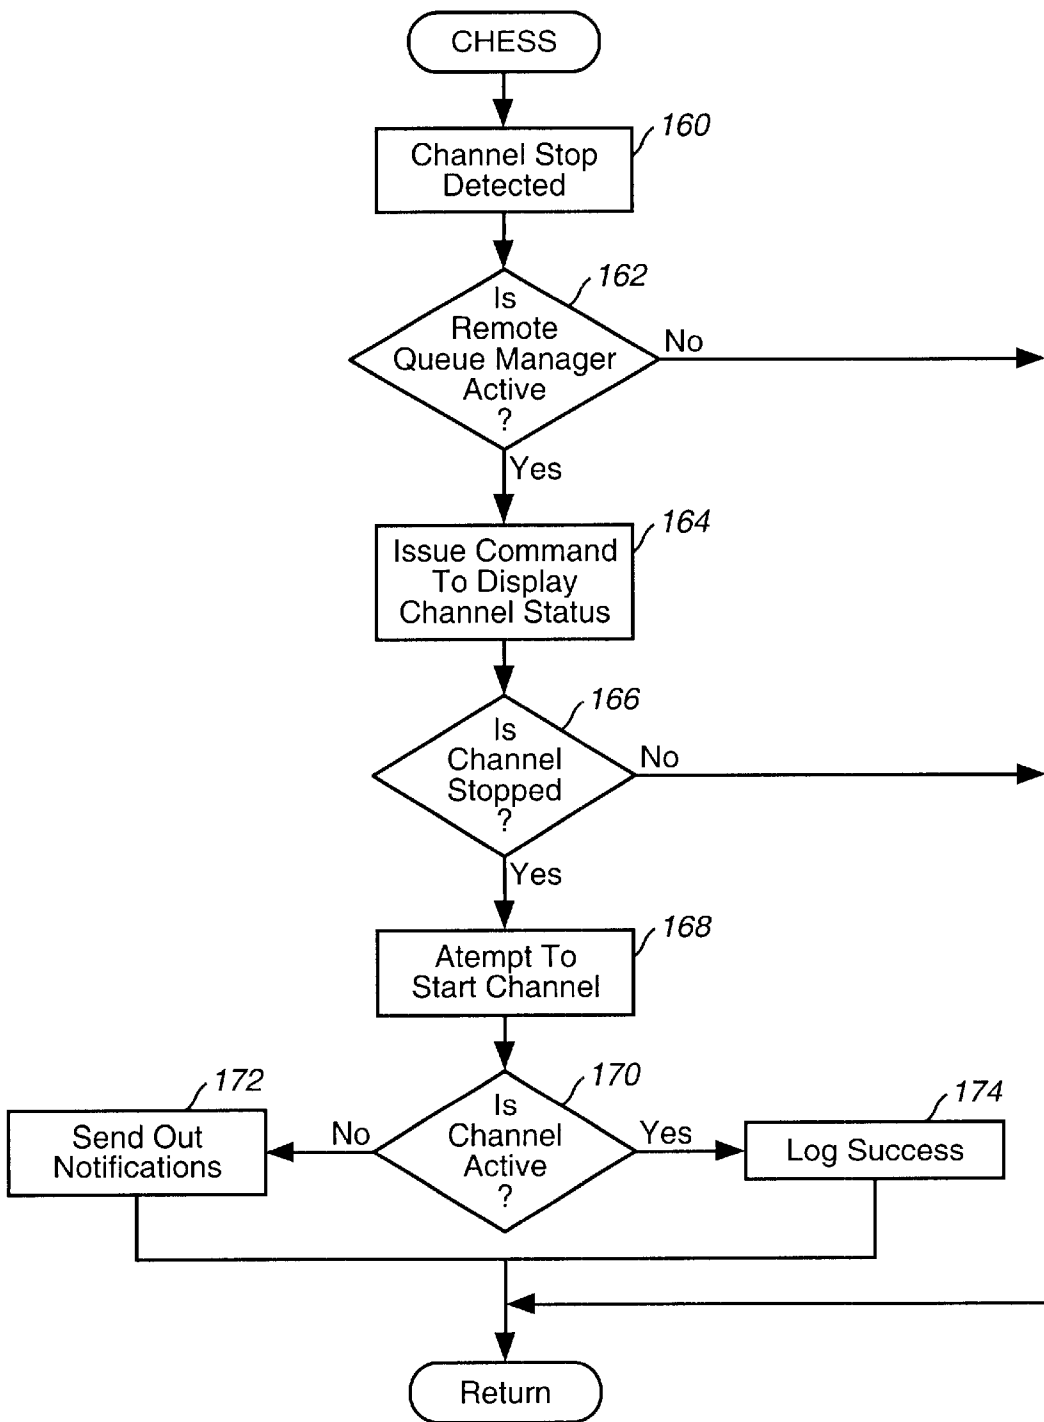 CHESS
160
Channel Stop
Detected
162
Is
Remote
Queue Manager
Active
?
No
Yes
164
Issue Command
To Display
Channel Status
166
Is
Channel
Stopped
?
No
Yes
168
Atempt To
Start Channel
170
Is
Channel
Active
?
No
Yes
172
Send Out
Notifications
174
Log Success
Return